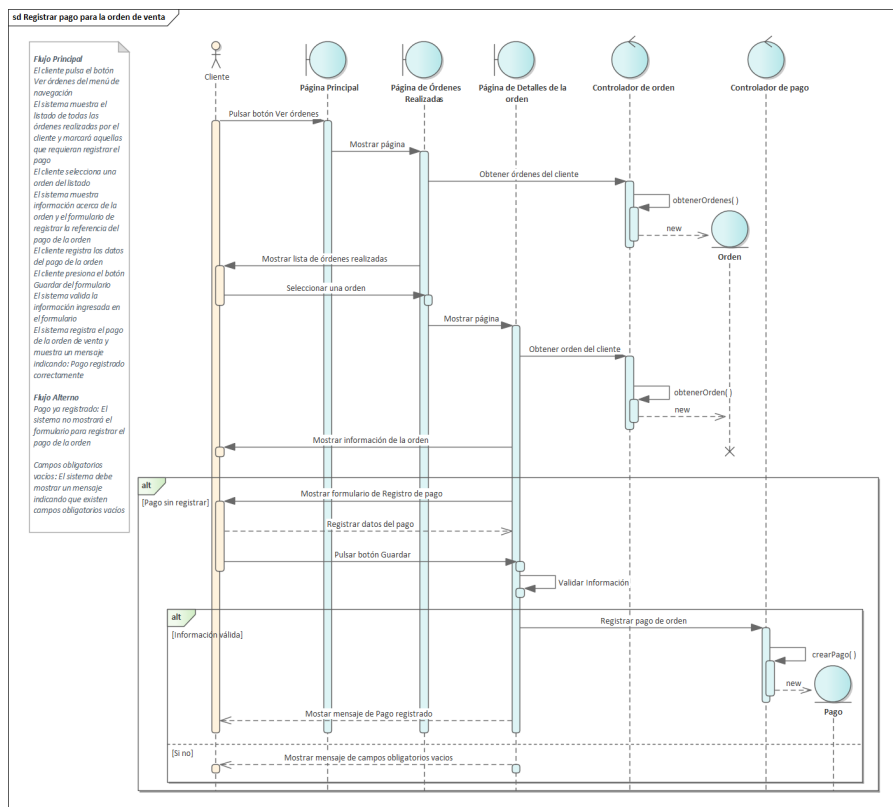 sd Registrar pago para la orden de venta
Flujo Principal
El cliente pulsa el botón
Ver órdenes del menú de
navegación
El sistema muestra el
listado de todas las
órdenes realizadas por el
cliente y marcará aquellas
que requieran registrar el
pago
El cliente selecciona una
orden del listado
El sistema muestra
información acerca de la
orden y el formulario de
registrar la referencia del
pago de la orden
El cliente registra los datos
del pago de la orden
El cliente presiona el botón
Guardar del formulario
El sistema valida la
información ingresada en
el formulario
El sistema registra el pago
de la orden de venta y
muestra un mensaje
indicando: Pago registrado
correctamente
Flujo Alterno
Pago ya registrado: El
sistema no mostrará el
formulario para registrar el
pago de la orden
Campos obligatorios
vacíos: El sistema debe
mostrar un mensaje
indicando que existen
campos obligatorios vacíos
Cliente
Página Principal
Página de Órdenes
Realizadas
Página de Detalles de la
orden
Controlador de orden
Controlador de pago
Pulsar botón Ver órdenes
Mostrar página
Obtener órdenes del cliente
obtenerOrdenes( )
new
Orden
Mostrar lista de órdenes realizadas
Seleccionar una orden
Mostrar página
Obtener orden del cliente
obtenerOrden( )
new
Mostrar información de la orden
alt
[Pago sin registrar]
Mostrar formulario de Registro de pago
Registrar datos del pago
Pulsar botón Guardar
Validar Información
alt
[Información válida]
Registrar pago de orden
crearPago( )
new
Pago
Mostar mensaje de Pago registrado
[Si no]
Mostrar mensaje de campos obligatorios vacios